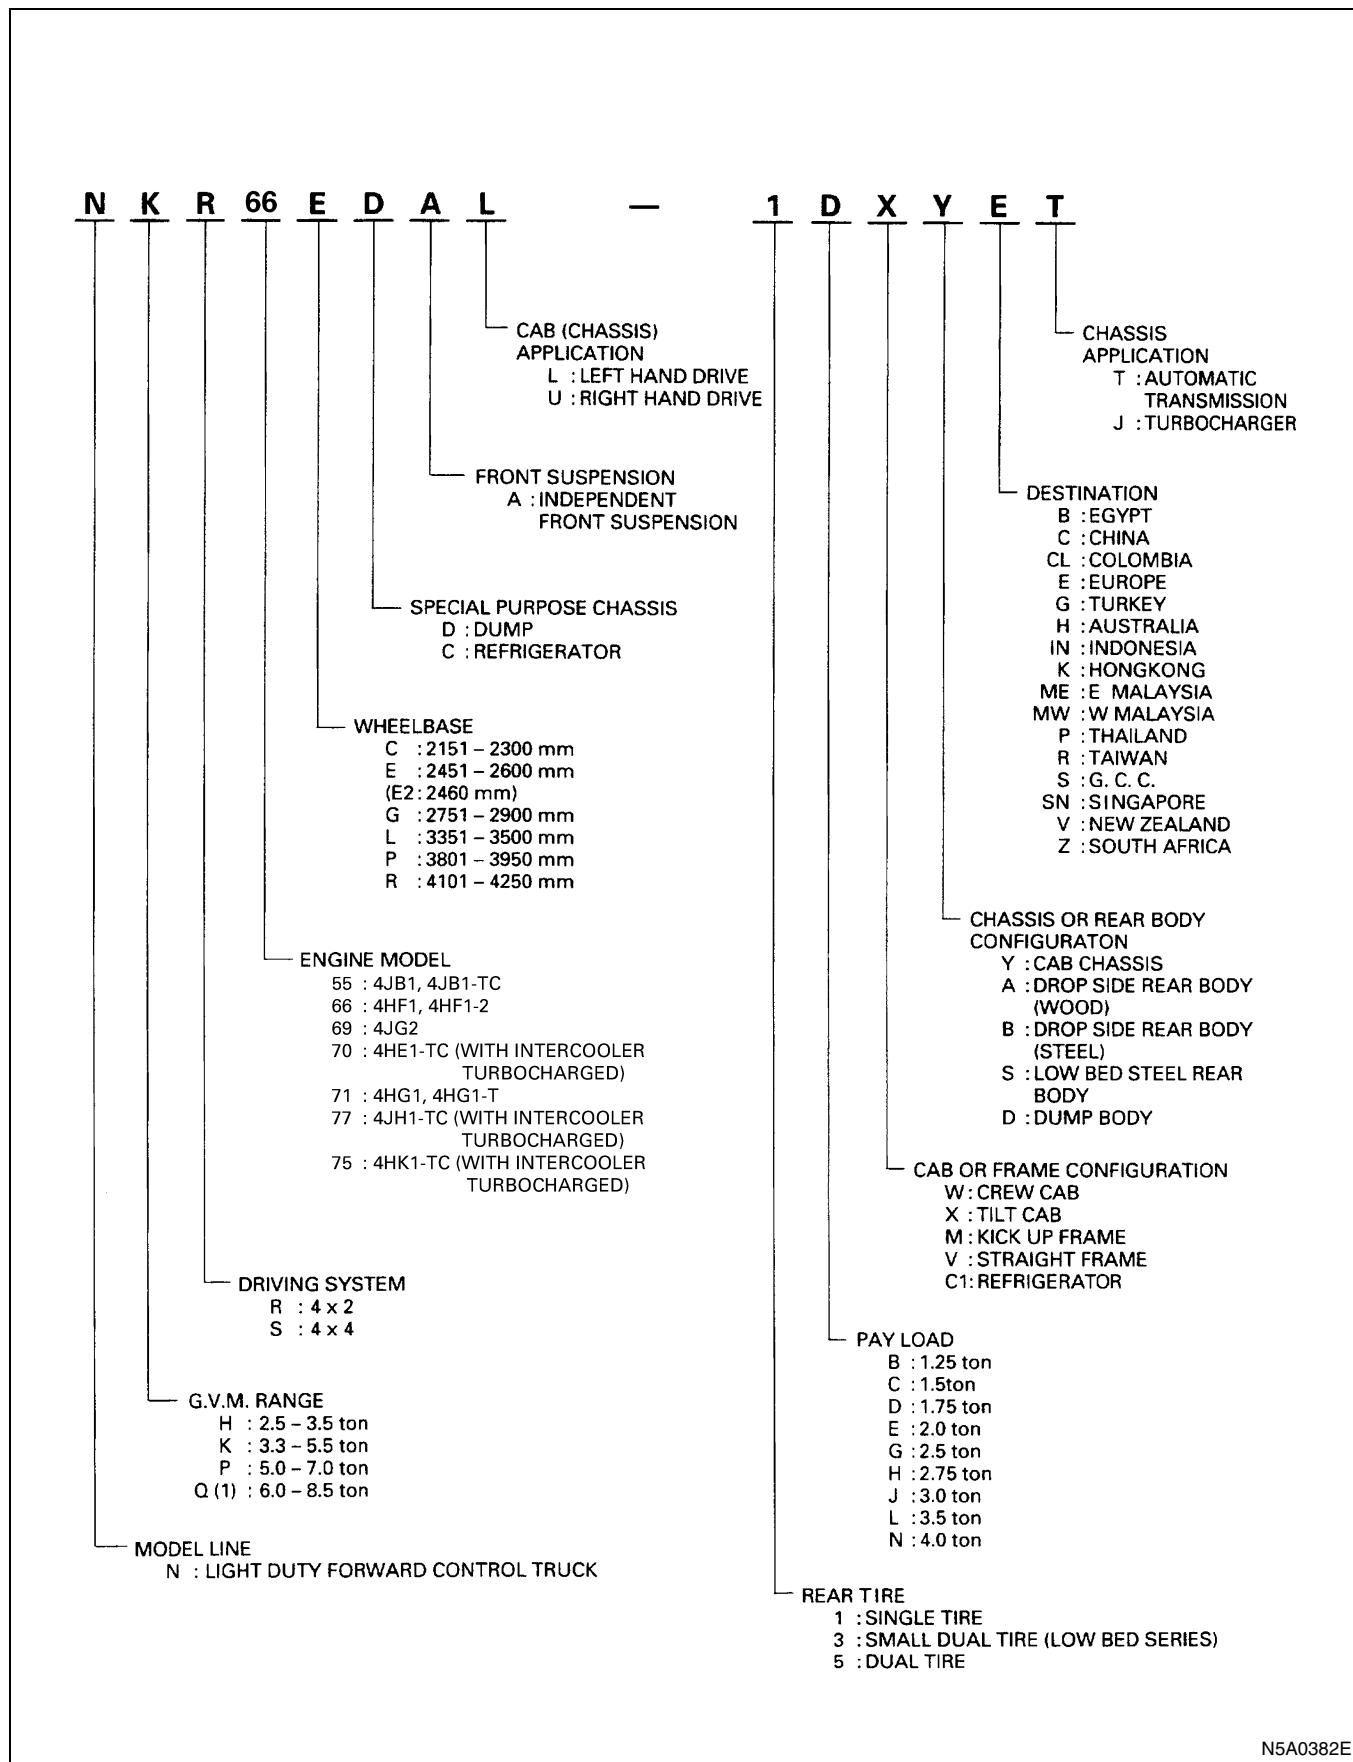 N K R 66 E D A L — 1 D X Y E T
CAB (CHASSIS)
APPLICATION
L : LEFT HAND DRIVE
U : RIGHT HAND DRIVE
FRONT SUSPENSION
A : INDEPENDENT
FRONT SUSPENSION
SPECIAL PURPOSE CHASSIS
D : DUMP
C : REFRIGERATOR
WHEELBASE
C : 2151 – 2300 mm
E : 2451 – 2600 mm
(E2 : 2460 mm)
G : 2751 – 2900 mm
L : 3351 – 3500 mm
P : 3801 – 3950 mm
R : 4101 – 4250 mm
ENGINE MODEL
55 : 4JB1, 4JB1-TC
66 : 4HF1, 4HF1-2
69 : 4JG2
70 : 4HE1-TC (WITH INTERCOOLER
TURBOCHARGED)
71 : 4HG1, 4HG1-T
77 : 4JH1-TC (WITH INTERCOOLER
TURBOCHARGED)
75 : 4HK1-TC (WITH INTERCOOLER
TURBOCHARGED)
DRIVING SYSTEM
R : 4 x 2
S : 4 x 4
G.V.M. RANGE
H : 2.5 – 3.5 ton
K : 3.3 – 5.5 ton
P : 5.0 – 7.0 ton
Q (1) : 6.0 – 8.5 ton
MODEL LINE
N : LIGHT DUTY FORWARD CONTROL TRUCK
CHASSIS
APPLICATION
T : AUTOMATIC
TRANSMISSION
J : TURBOCHARGER
DESTINATION
B : EGYPT
C : CHINA
CL : COLOMBIA
E : EUROPE
G : TURKEY
H : AUSTRALIA
IN : INDONESIA
K : HONGKONG
ME : E MALAYSIA
MW : W MALAYSIA
P : THAILAND
R : TAIWAN
S : G. C. C.
SN : SINGAPORE
V : NEW ZEALAND
Z : SOUTH AFRICA
CHASSIS OR REAR BODY
CONFIGURATON
Y : CAB CHASSIS
A : DROP SIDE REAR BODY
(WOOD)
B : DROP SIDE REAR BODY
(STEEL)
S : LOW BED STEEL REAR
BODY
D : DUMP BODY
CAB OR FRAME CONFIGURATION
W : CREW CAB
X : TILT CAB
M : KICK UP FRAME
V : STRAIGHT FRAME
C1: REFRIGERATOR
PAY LOAD
B : 1.25 ton
C : 1.5ton
D : 1.75 ton
E : 2.0 ton
G : 2.5 ton
H : 2.75 ton
J : 3.0 ton
L : 3.5 ton
N : 4.0 ton
REAR TIRE
1 : SINGLE TIRE
3 : SMALL DUAL TIRE (LOW BED SERIES)
5 : DUAL TIRE
N5A0382E